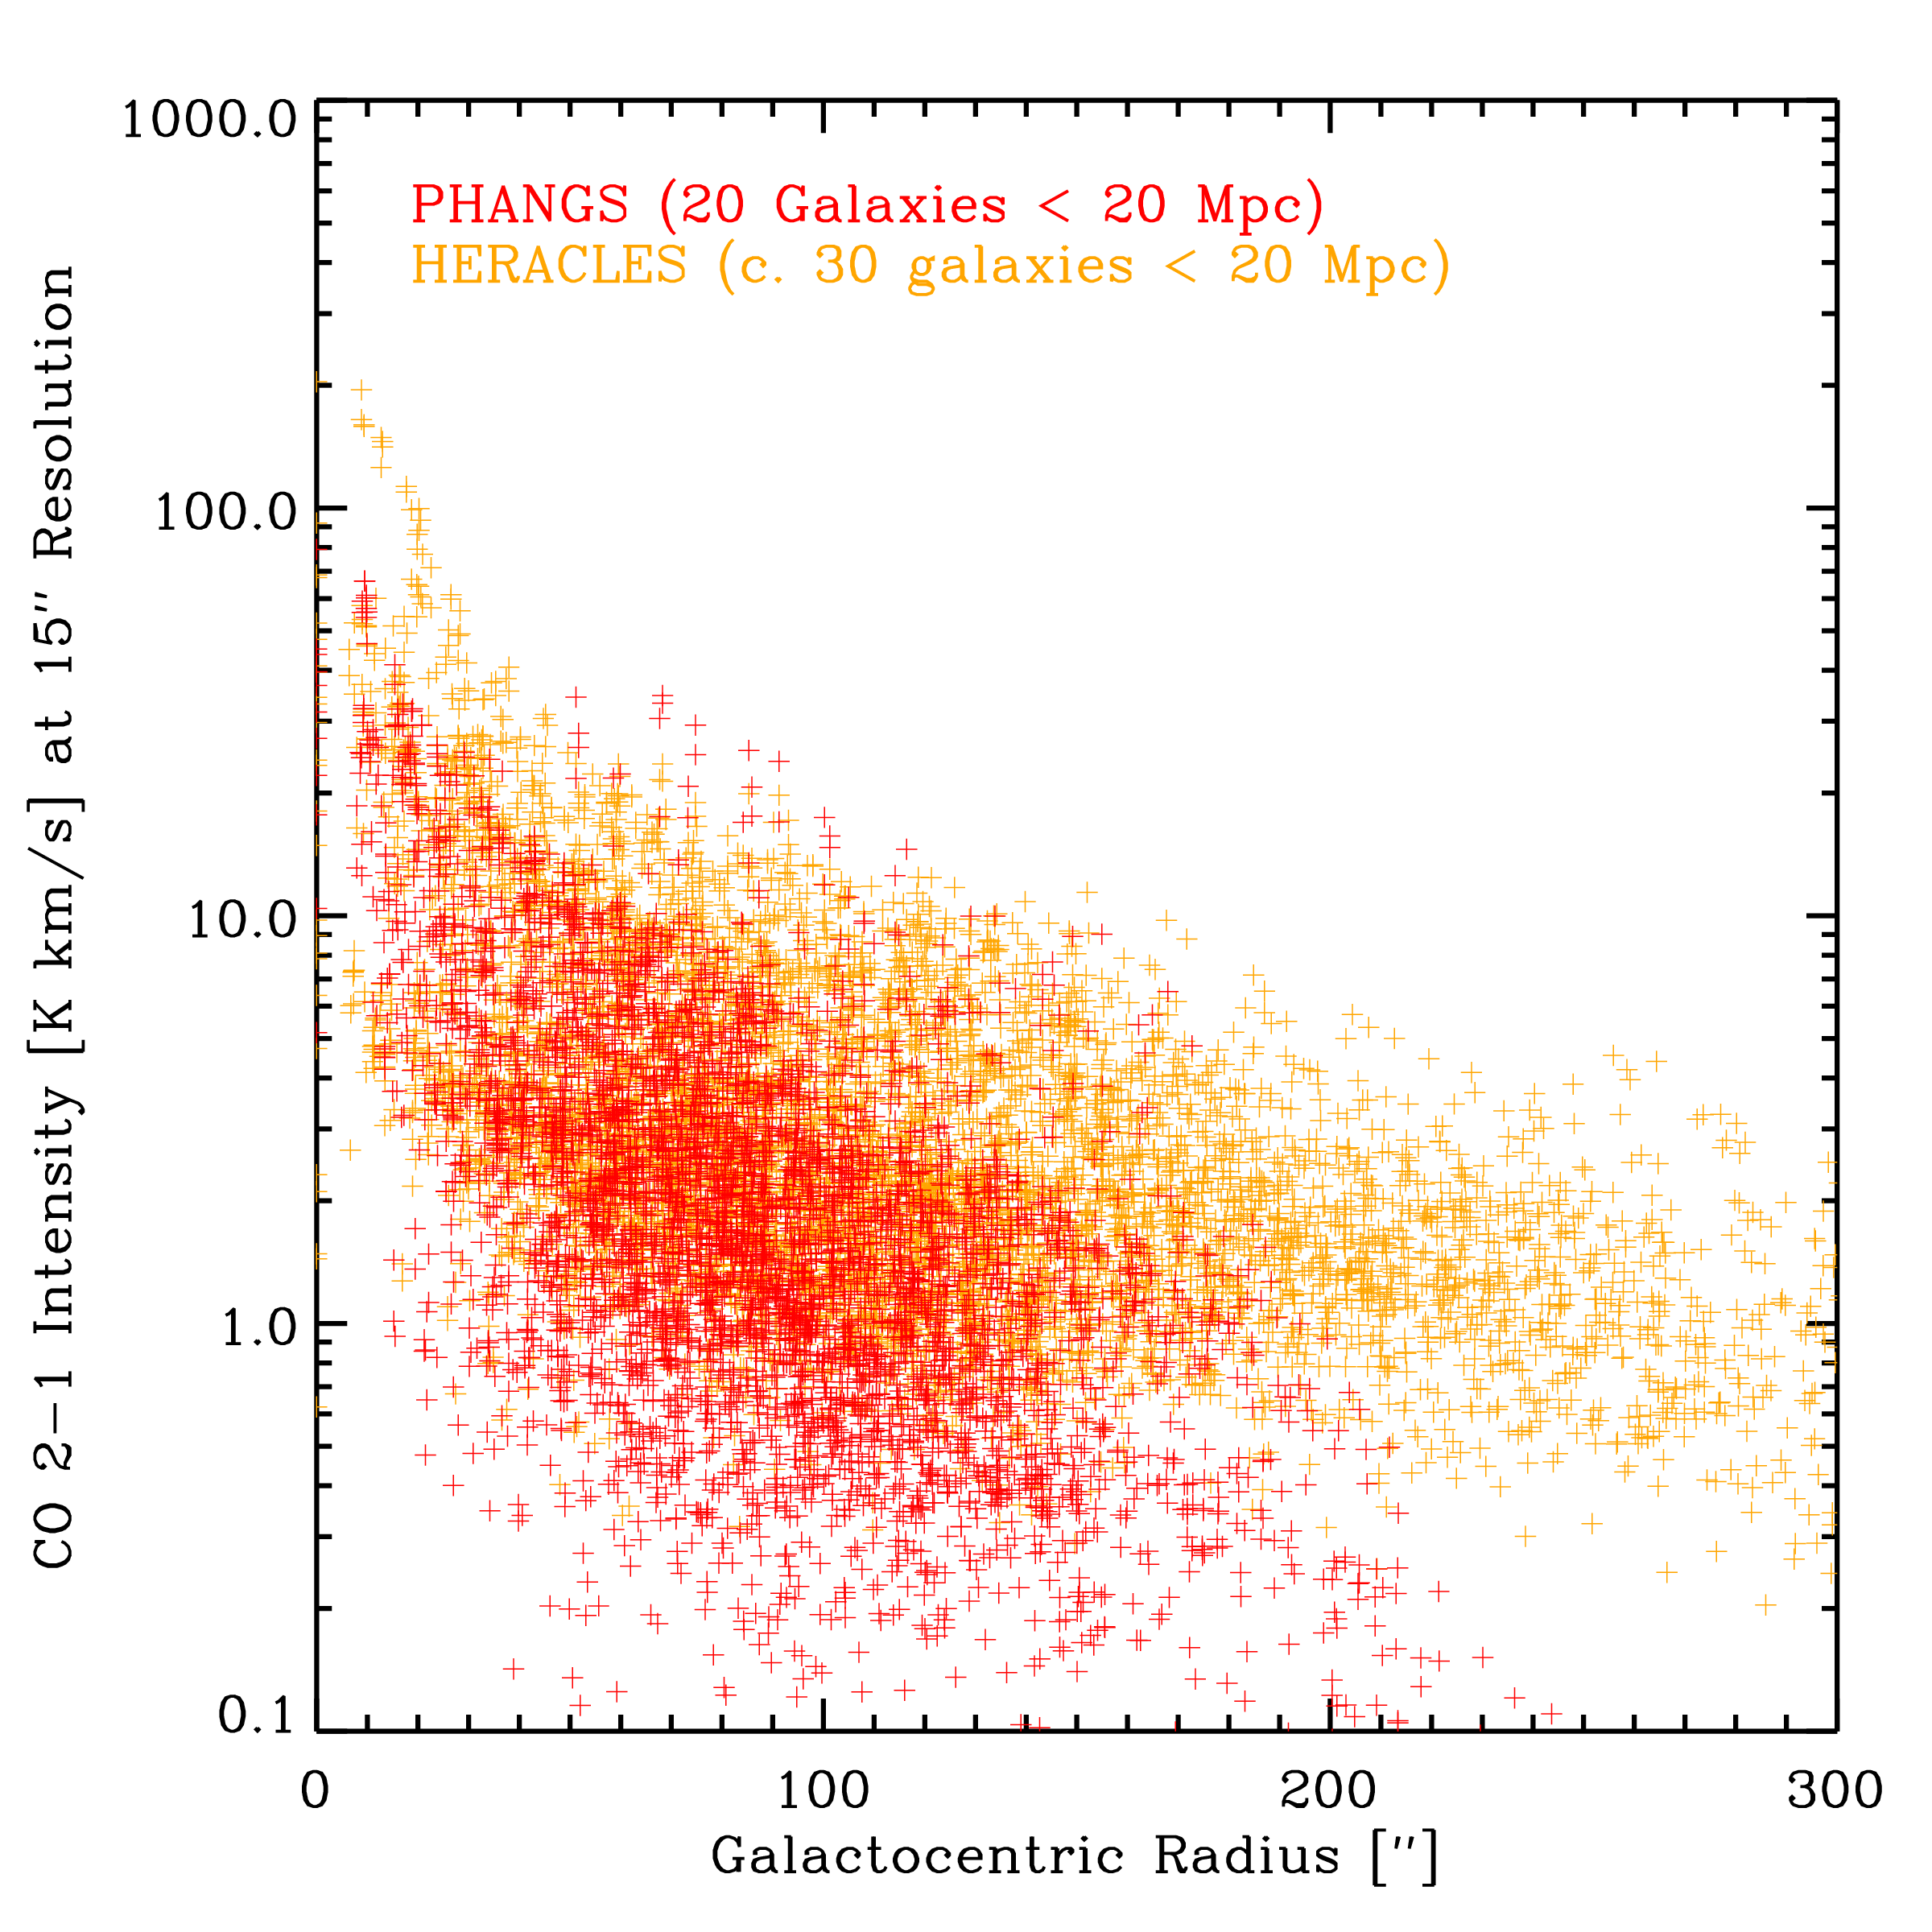 1000.0
PHANGS (20 Galaxies < 20 Mpc)
HERACLES (c. 30 galaxies < 20 Mpc)
100.0
10.0
1.0
0.1
CO 2-1 Intensity [K km/s] at 15" Resolution
0 100 200 300
Galactocentric Radius ["]